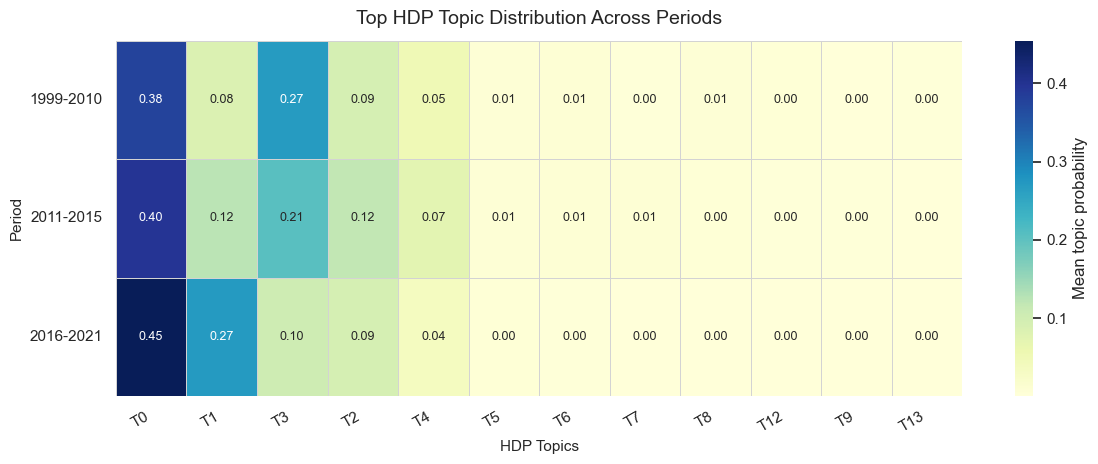 Top HDP Topic Distribution Across Periods
Period
1999-2010
0.38 0.08 0.27 0.09 0.05 0.01 0.01 0.00 0.01 0.00 0.00 0.00
2011-2015
0.40 0.12 0.21 0.12 0.07 0.01 0.01 0.01 0.00 0.00 0.00 0.00
2016-2021
0.45 0.27 0.10 0.09 0.04 0.00 0.00 0.00 0.00 0.00 0.00 0.00
T0 T1 T3 T2 T4 T5 T6 T7 T8 T12 T9 T13
HDP Topics
0.4
0.3
0.2
0.1
Mean topic probability